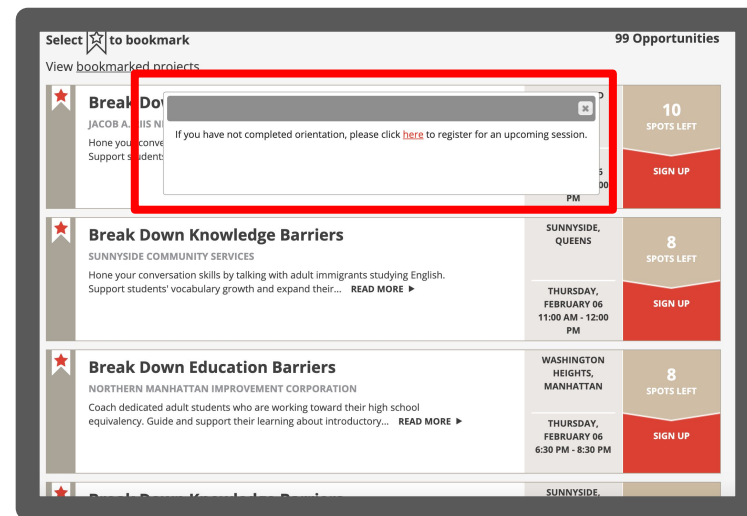 Select to bookmark
99 Opportunities
View bookmarked projects
Break
JACOB A.
Hone your
Support
If you have not completed orientation, please click here to register for an upcoming session.
PM
10
SPOTS LEFT
SIGN UP
Break Down Knowledge Barriers
SUNNYSIDE COMMUNITY SERVICES
Hone your conversation skills by talking with adult immigrants studying English.
Support students' vocabulary growth and expand their... READ MORE ▶
SUNNYSIDE,
QUEENS
THURSDAY,
FEBRUARY 06
11:00 AM - 12:00
PM
8
SPOTS LEFT
SIGN UP
Break Down Education Barriers
NORTHERN MANHATTAN IMPROVEMENT CORPORATION
Coach dedicated adult students who are working toward their high school
equivalency. Guide and support their learning about introductory... READ MORE ▶
WASHINGTON
HEIGHTS,
MANHATTAN
THURSDAY,
FEBRUARY 06
6:30 PM - 8:30 PM
8
SPOTS LEFT
SIGN UP
Break Down Knowledge Barriers
SUNNYSIDE,